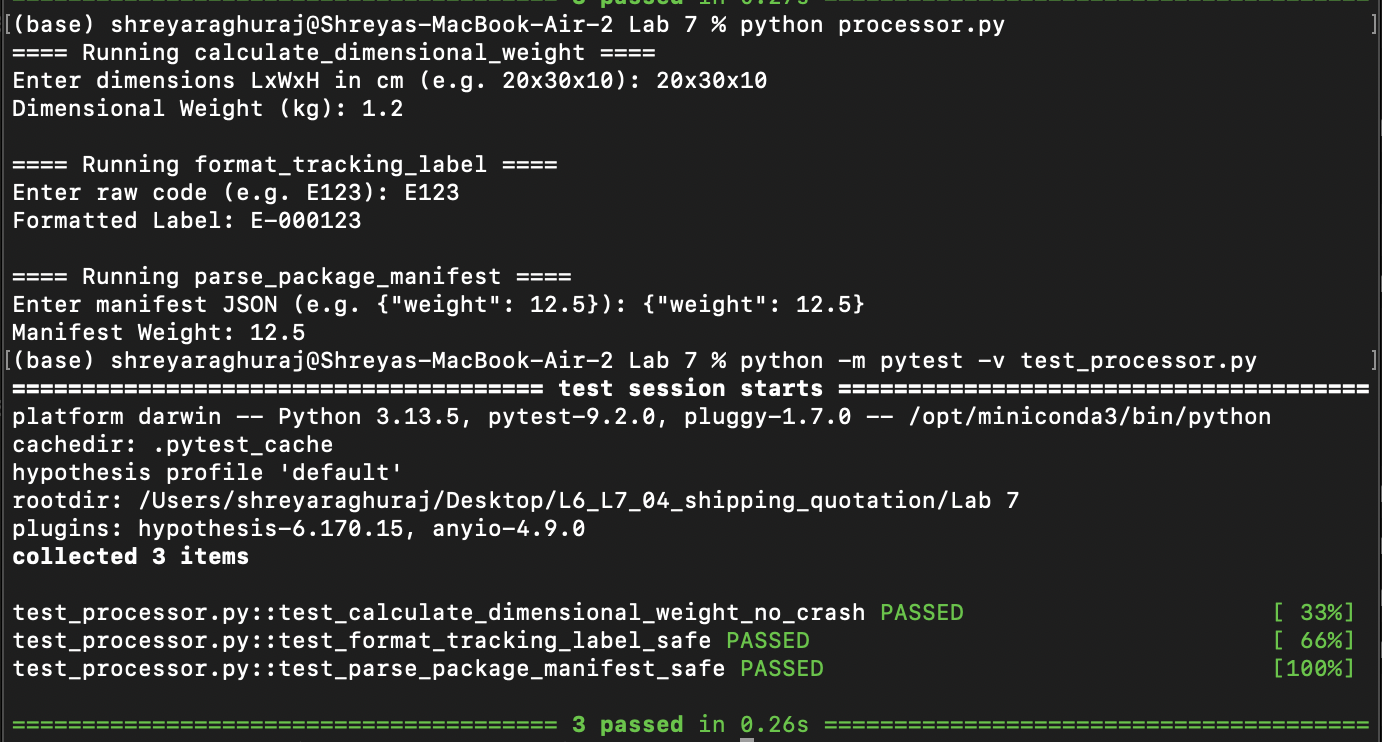 ============================================ 3 passed in 0.27s ============================================
[(base) shreyaraghuraj@Shreyas-MacBook-Air-2 Lab 7 % python processor.py ]
==== Running calculate_dimensional_weight ====
Enter dimensions LxWxH in cm (e.g. 20x30x10): 20x30x10
Dimensional Weight (kg): 1.2

==== Running format_tracking_label ====
Enter raw code (e.g. E123): E123
Formatted Label: E-000123

==== Running parse_package_manifest ====
Enter manifest JSON (e.g. {"weight": 12.5}): {"weight": 12.5}
Manifest Weight: 12.5
[(base) shreyaraghuraj@Shreyas-MacBook-Air-2 Lab 7 % python -m pytest -v test_processor.py ]
====================================== test session starts ======================================
platform darwin -- Python 3.13.5, pytest-9.2.0, pluggy-1.7.0 -- /opt/miniconda3/bin/python
cachedir: .pytest_cache
hypothesis profile 'default'
rootdir: /Users/shreyaraghuraj/Desktop/L6_L7_04_shipping_quotation/Lab 7
plugins: hypothesis-6.170.15, anyio-4.9.0
collected 3 items

test_processor.py::test_calculate_dimensional_weight_no_crash PASSED [ 33%]
test_processor.py::test_format_tracking_label_safe PASSED [ 66%]
test_processor.py::test_parse_package_manifest_safe PASSED [100%]

======================================= 3 passed in 0.26s =======================================